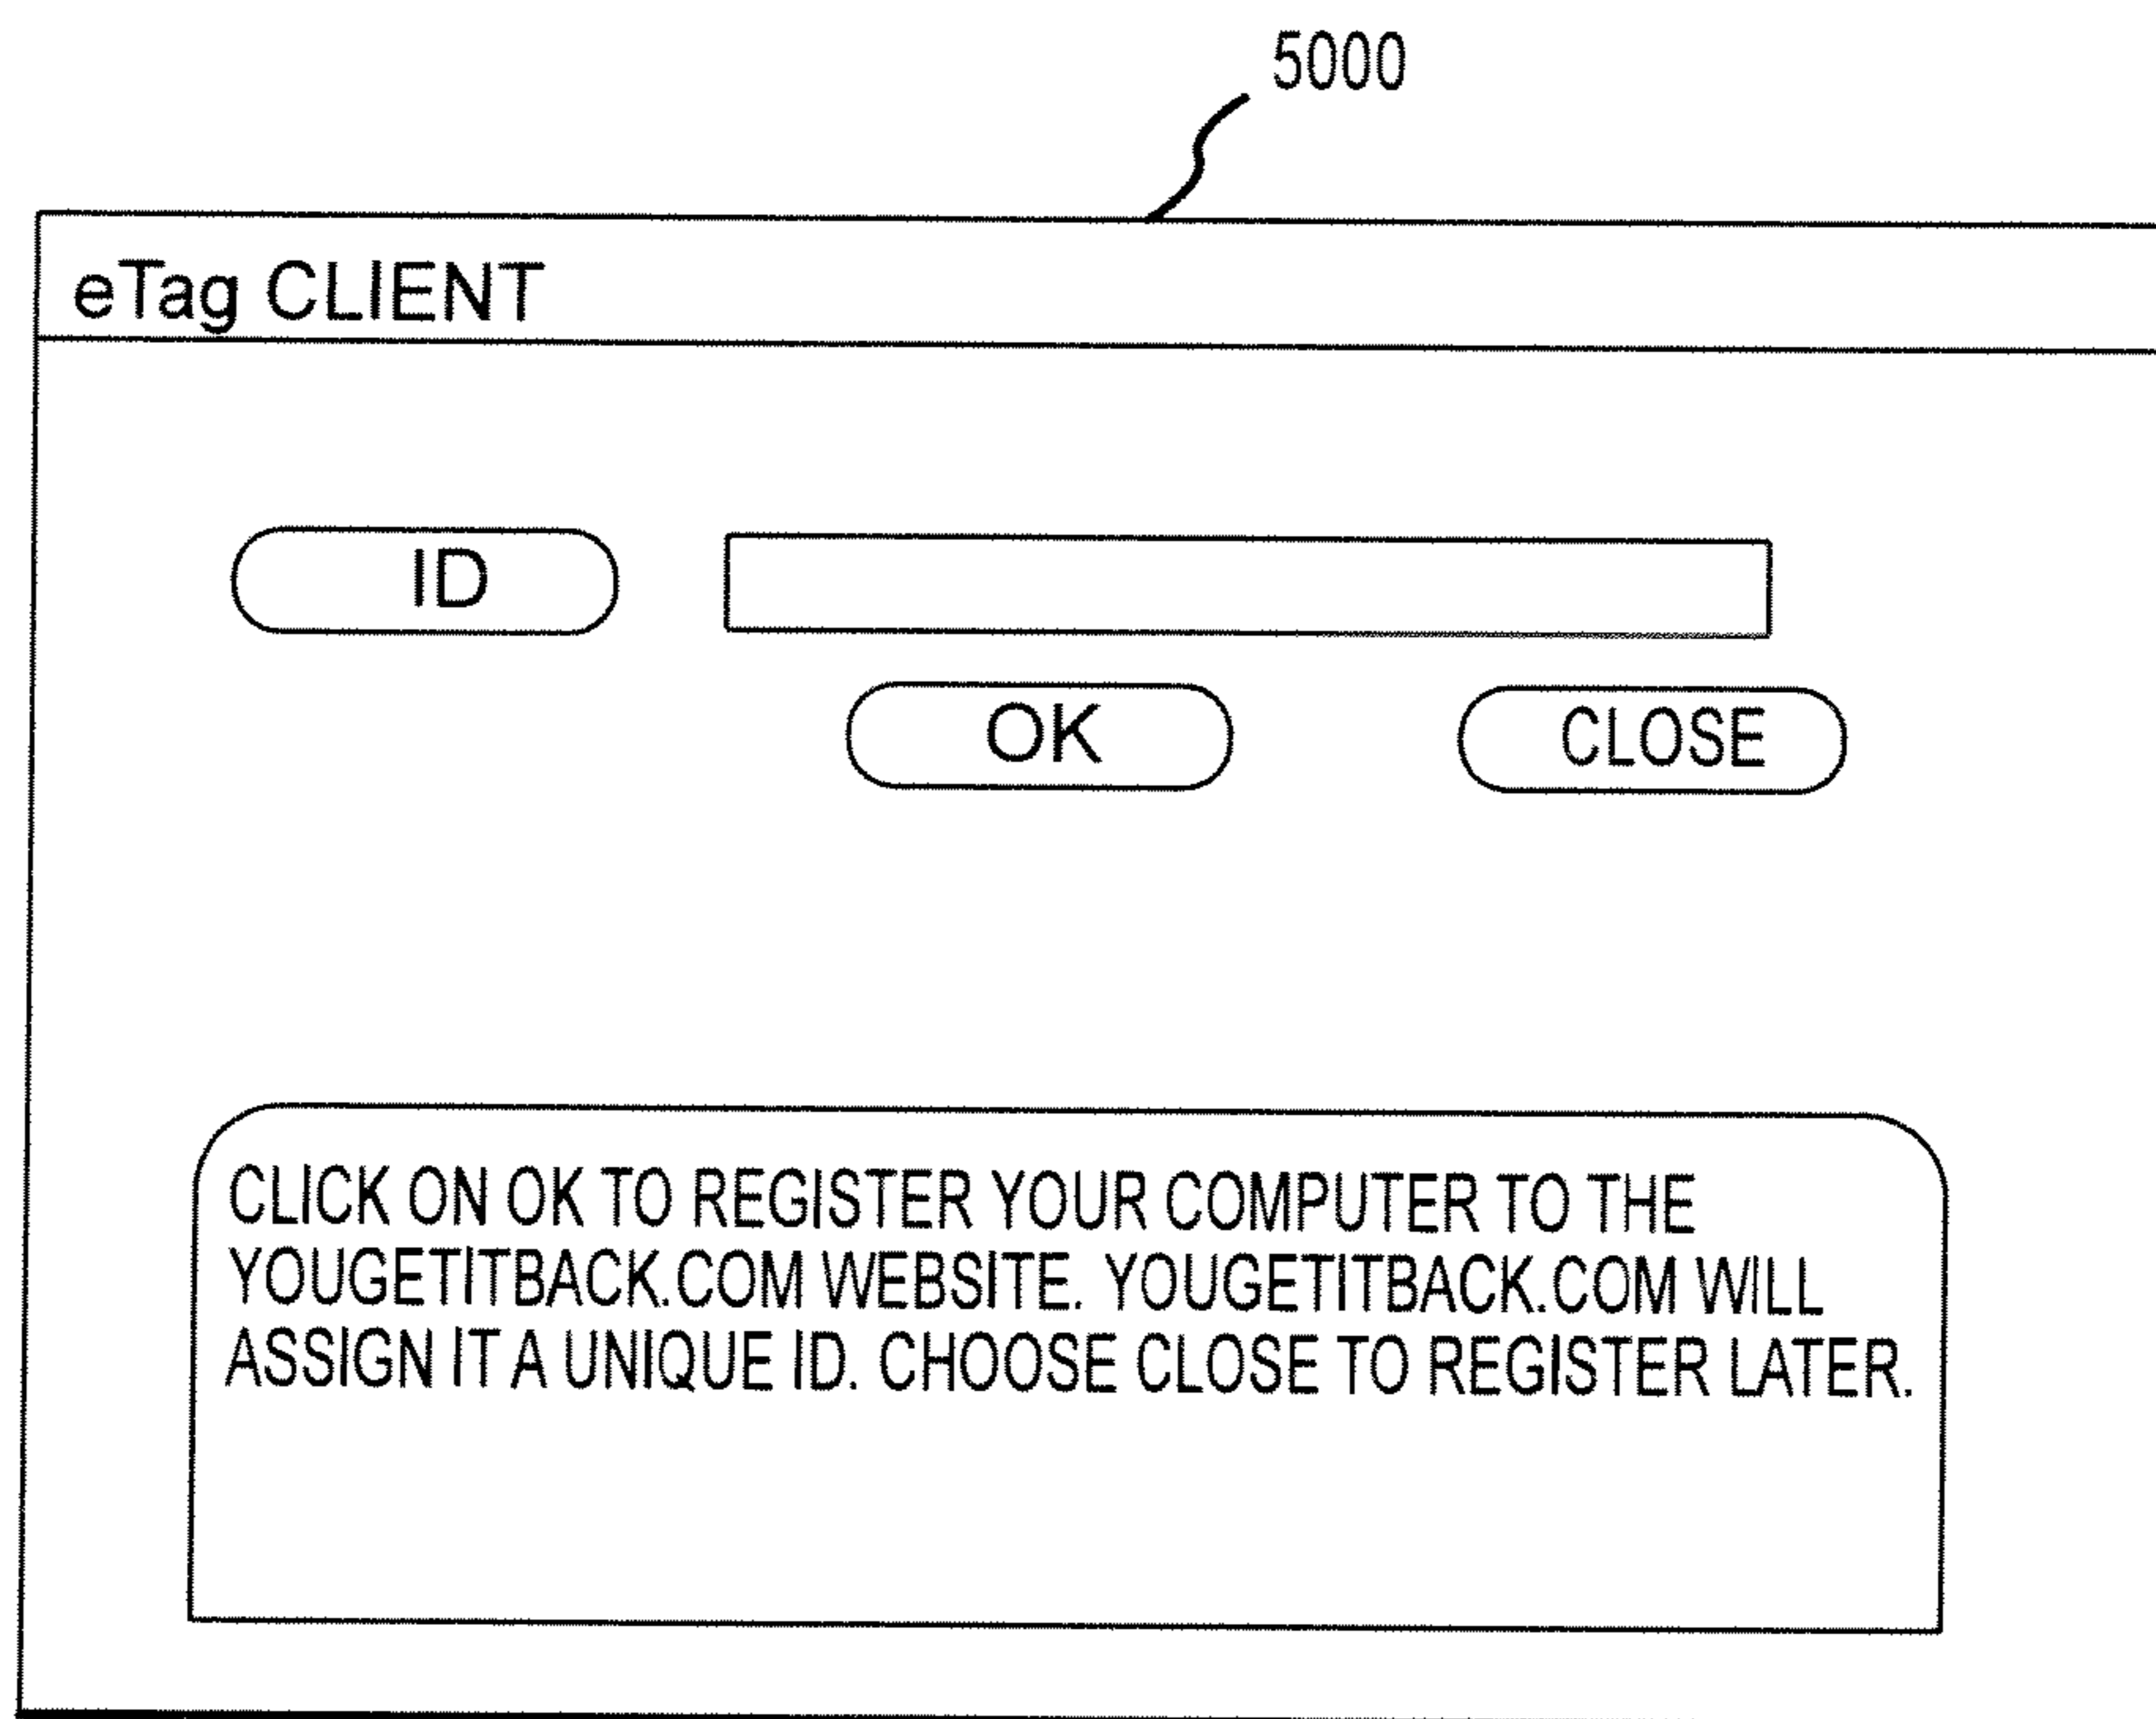 5000
eTag CLIENT
ID
OK CLOSE
CLICK ON OK TO REGISTER YOUR COMPUTER TO THE
YOUGETITBACK.COM WEBSITE. YOUGETITBACK.COM WILL
ASSIGN IT A UNIQUE ID. CHOOSE CLOSE TO REGISTER LATER.